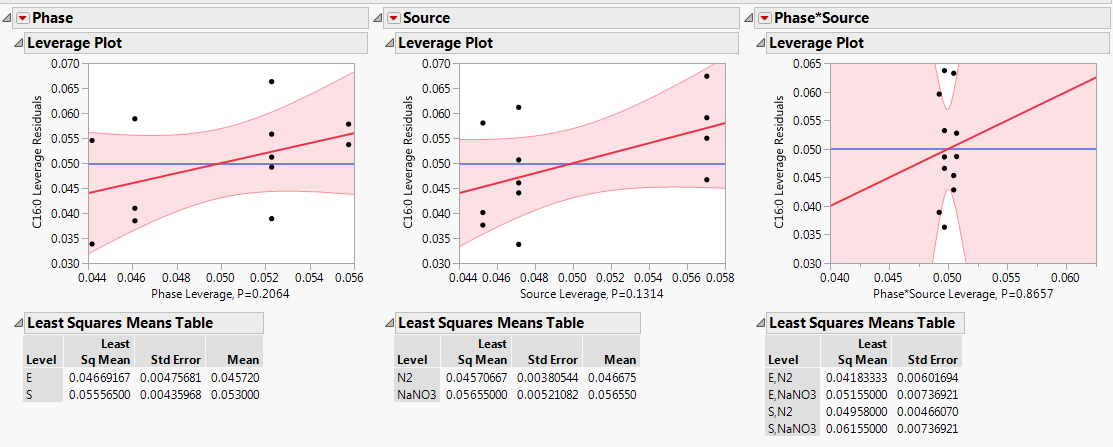 Phase
Leverage Plot
C16:0 Leverage Residuals
0.070
0.065
0.060
0.055
0.050
0.045
0.040
0.035
0.030
0.044 0.046 0.050 0.052 0.054 0.056
Phase Leverage, P=0.2064
Least Squares Means Table
Least
Level Sq Mean Std Error Mean
E 0.04669167 0.00475681 0.045720
S 0.05556500 0.00435968 0.053000
Source
Leverage Plot
C16:0 Leverage Residuals
0.070
0.065
0.060
0.055
0.050
0.045
0.040
0.035
0.030
0.044 0.046 0.050 0.052 0.054 0.056 0.058
Source Leverage, P=0.1314
Least Squares Means Table
Least
Level Sq Mean Std Error Mean
N2 0.04570667 0.00380544 0.046675
NaNO3 0.05655000 0.00521082 0.056550
Phase*Source
Leverage Plot
C16:0 Leverage Residuals
0.065
0.060
0.055
0.050
0.045
0.040
0.035
0.030
0.040 0.045 0.050 0.055 0.060
Phase*Source Leverage, P=0.8657
Least Squares Means Table
Least
Level Sq Mean Std Error
E,N2 0.04183333 0.00601694
E,NaNO3 0.05155000 0.00736921
S,N2 0.04958000 0.00466070
S,NaNO3 0.06155000 0.00736921